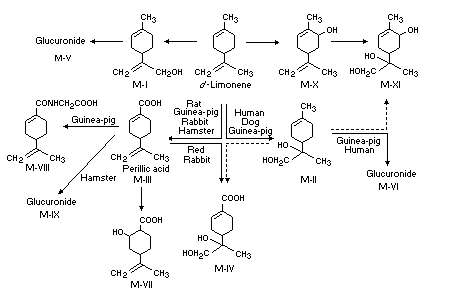 CH₃
CH₃
CH₃
OH
CH₃
OH
Glucuronide
M-V
HO
CH₂
CH₂OH
M-I
CH₂
CH₃
d-Limonene
CH₂
CH₃
M-X
HOH₂C
CH₃
M-XI
CONHCH₂COOH
COOH
Guinea-pig
CH₂
CH₃
M-VIII
CH₂
CH₃
Perillic acid
M-III
Rat
Guinea-pig
Rabbit
Hamster
Human
Dog
Guinea-pig
Red
Rabbit
CH₃
HO
HOH₂C
CH₃
M-II
Guinea-pig
Human
Glucuronide
M-VI
Hamster
Glucuronide
M-IX
COOH
HO
CH₂
CH₃
M-VII
COOH
HO
HOH₂C
CH₃
M-IV